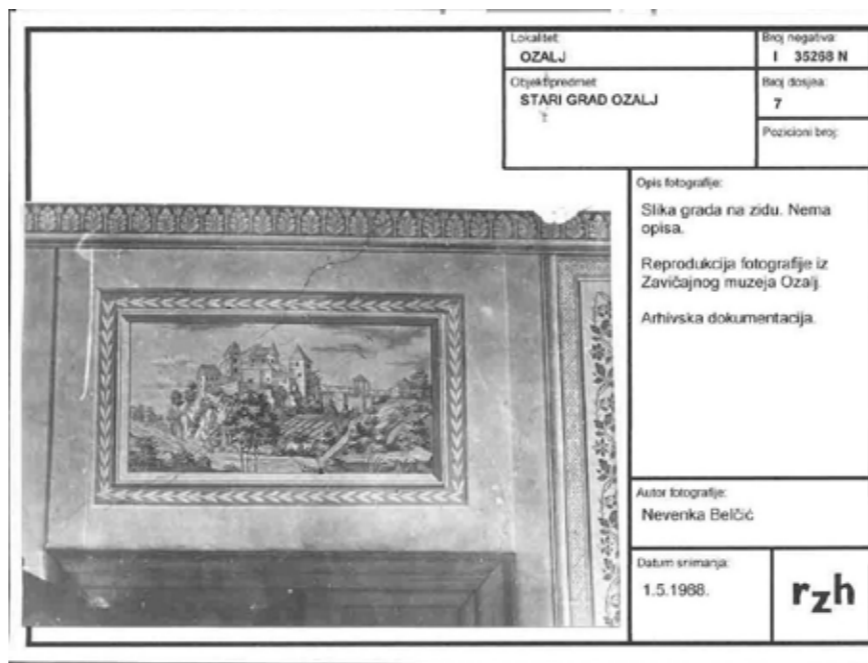 Lokalitet:
OZALJ
Broj negativa:
I 35268 N
Objekt/predmet:
STARI GRAD OZALJ
Broj dosjea:
7
Pozicioni broj:
Opis fotografije:
Slika grada na zidu. Nema
opisa.
Reprodukcija fotografije iz
Zavičajnog muzeja Ozalj.
Arhivska dokumentacija.
Autor fotografije:
Nevenka Belčić
Datum snimanja:
1.5.1988.
rzh